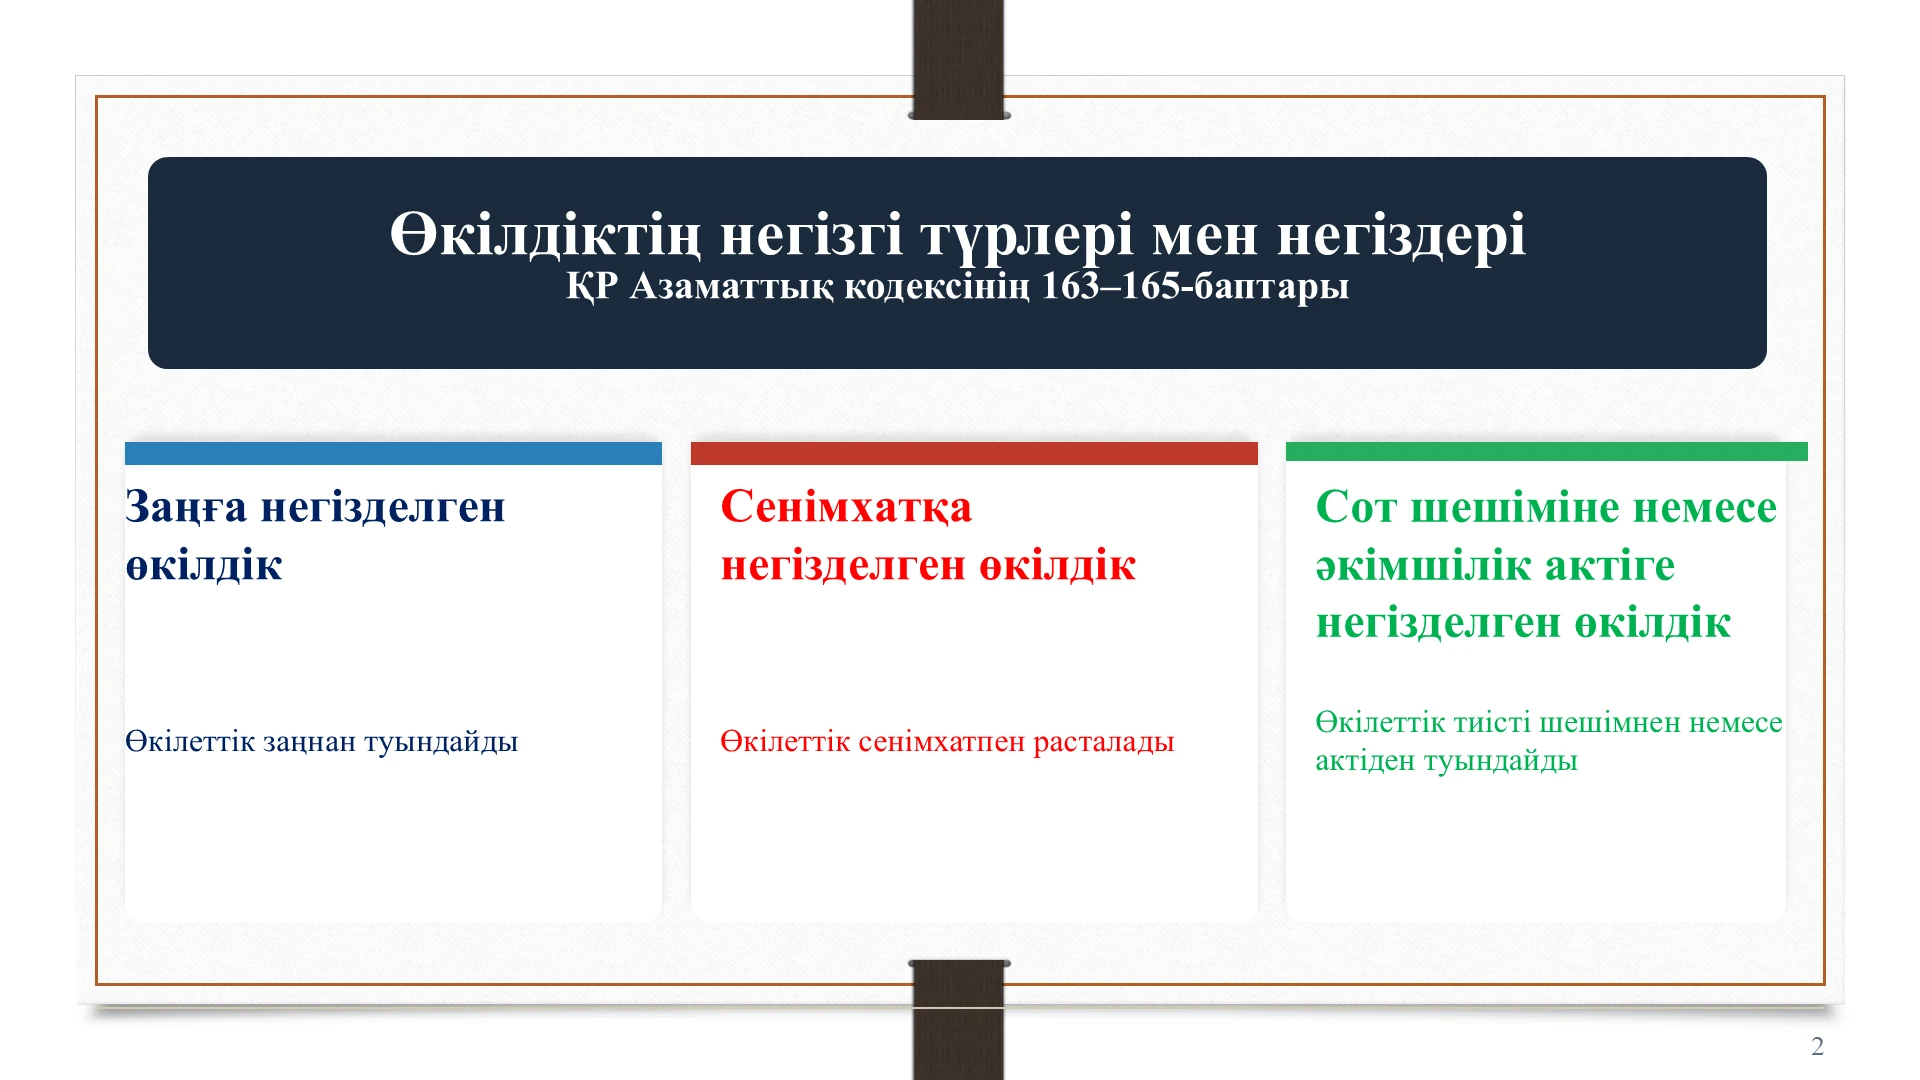 Өкілдіктің негізгі түрлері мен негіздері
ҚР Азаматтық кодексінің 163–165-баптары
Заңға негізделген
өкілдік
Өкілеттік заңнан туындайды
Сенімхатқа
негізделген өкілдік
Өкілеттік сенімхатпен расталады
Сот шешіміне немесе
әкімшілік актіге
негізделген өкілдік
Өкілеттік тиісті шешімнен немесе
актіден туындайды
2